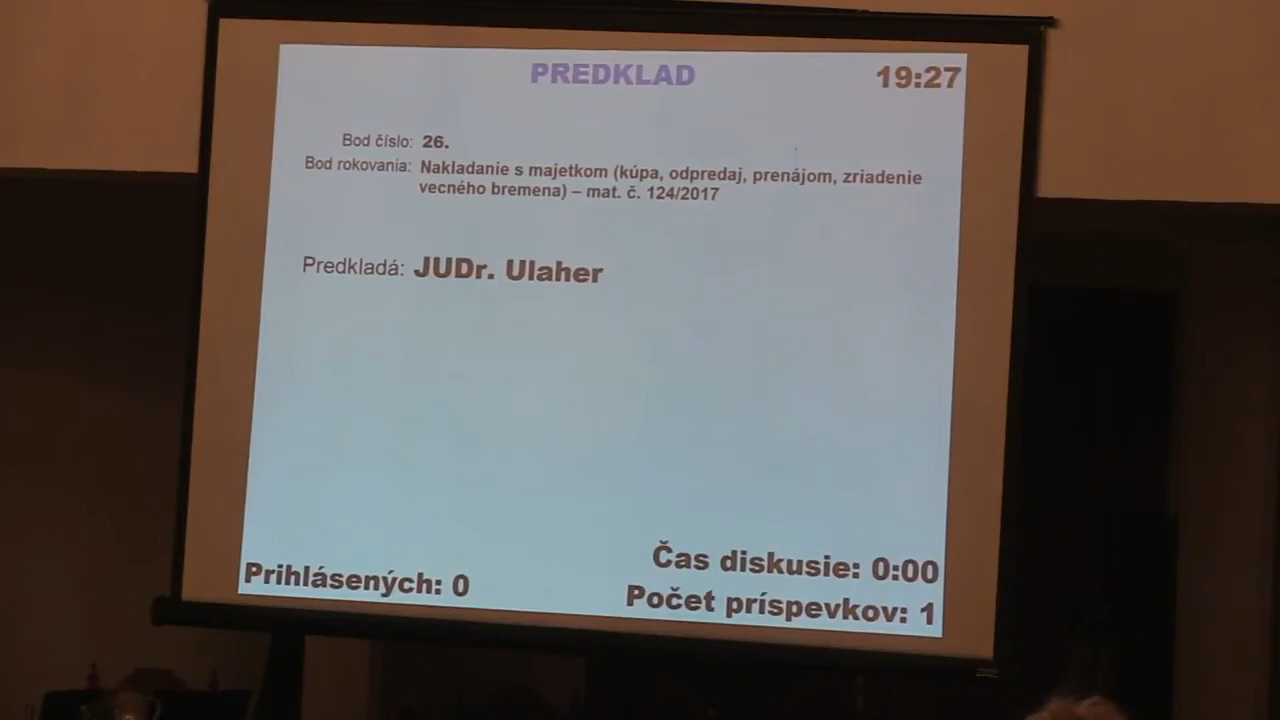 PREDKLAD
19:27
Bod číslo: 26.
Bod rokovania: Nakladanie s majetkom (kúpa, odpredaj, prenájom, zriadenie
vecného bremena) – mat. č. 124/2017
Predkladá: JUDr. Ulaher
Čas diskusie: 0:00
Prihlásených: 0
Počet príspevkov: 1